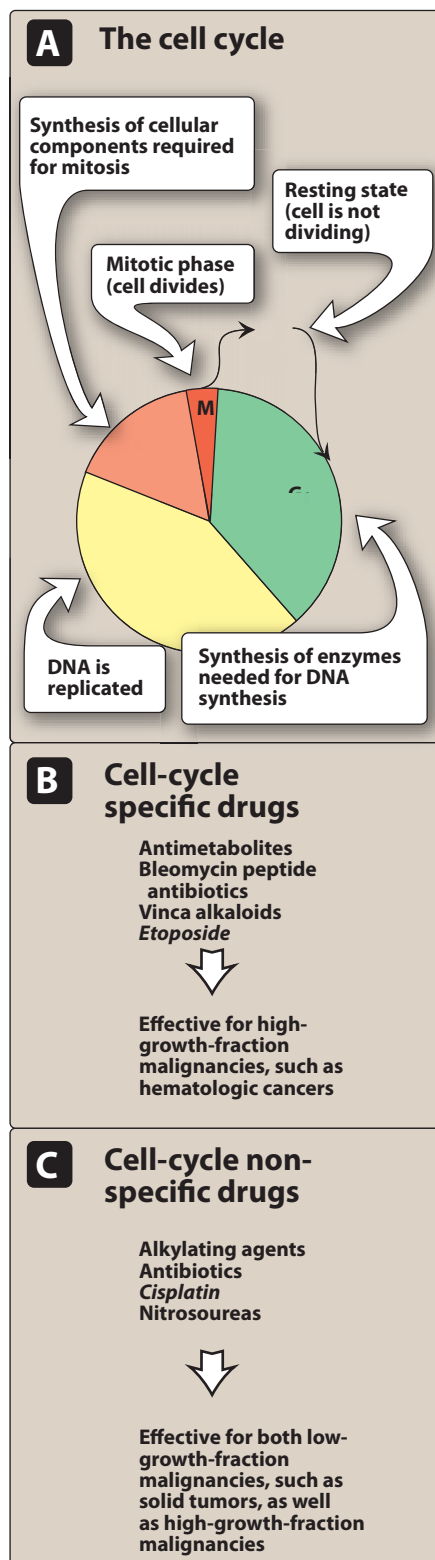 A The cell cycle
Synthesis of cellular
components required
for mitosis
Resting state
(cell is not
dividing)
Mitotic phase
(cell divides)
M
DNA is
replicated
Synthesis of enzymes
needed for DNA
synthesis
B Cell-cycle
specific drugs
Antimetabolites
Bleomycin peptide
antibiotics
Vinca alkaloids
Etoposide
Effective for high-
growth-fraction
malignancies, such as
hematologic cancers
C Cell-cycle non-
specific drugs
Alkylating agents
Antibiotics
Cisplatin
Nitrosoureas
Effective for both low-
growth-fraction
malignancies, such as
solid tumors, as well
as high-growth-fraction
malignancies